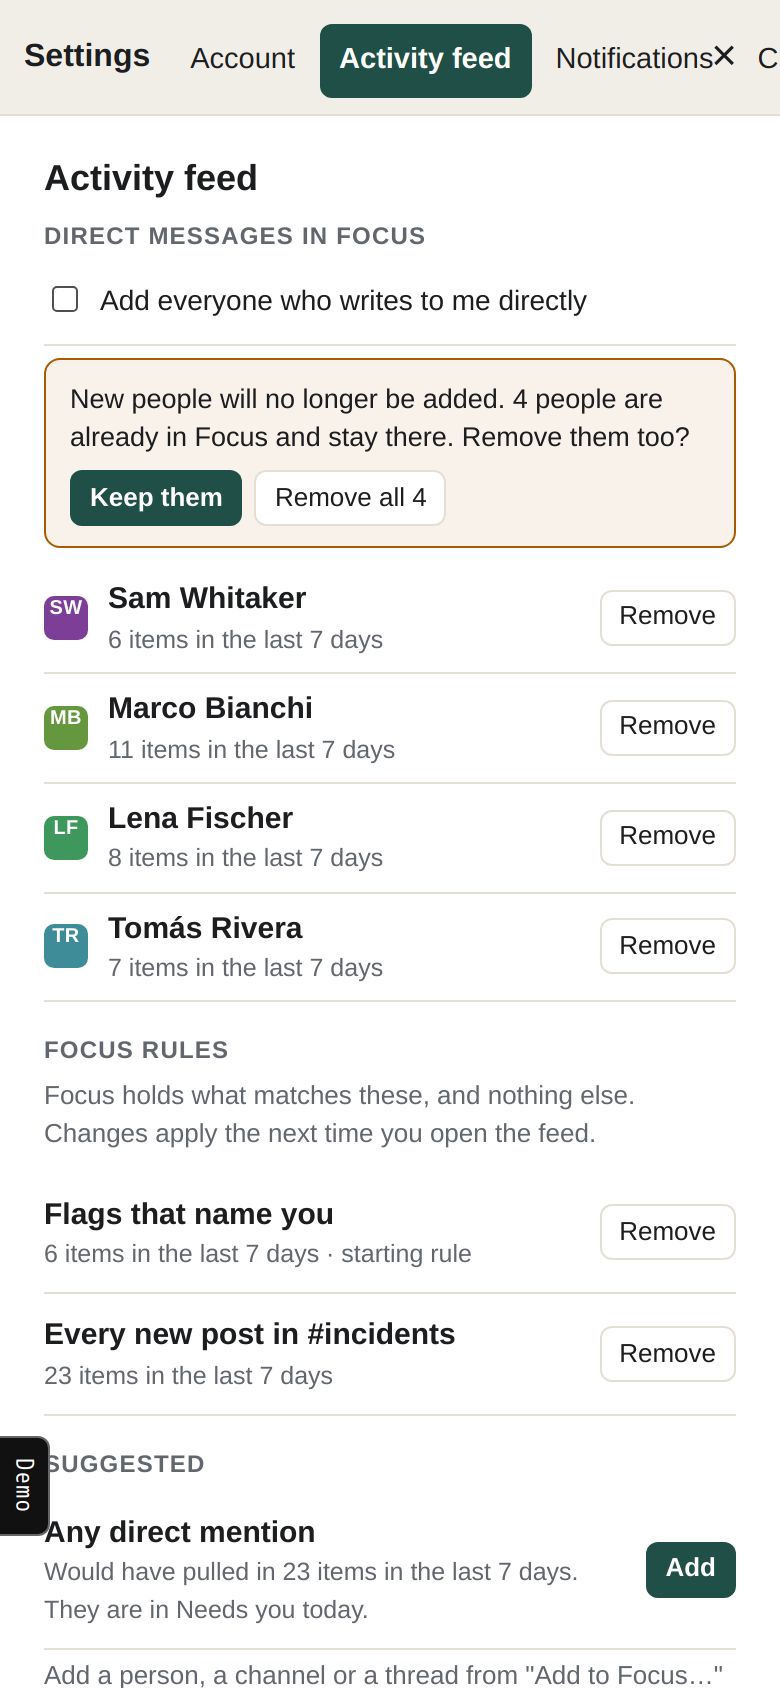 Settings Account Activity feed Notifications ✕ C
Activity feed
DIRECT MESSAGES IN FOCUS
Add everyone who writes to me directly
New people will no longer be added. 4 people are
already in Focus and stay there. Remove them too?
Keep them Remove all 4
SW Sam Whitaker Remove
6 items in the last 7 days
MB Marco Bianchi Remove
11 items in the last 7 days
LF Lena Fischer Remove
8 items in the last 7 days
TR Tomás Rivera Remove
7 items in the last 7 days
FOCUS RULES
Focus holds what matches these, and nothing else.
Changes apply the next time you open the feed.
Flags that name you Remove
6 items in the last 7 days · starting rule
Every new post in #incidents Remove
23 items in the last 7 days
Demo
SUGGESTED
Any direct mention Add
Would have pulled in 23 items in the last 7 days.
They are in Needs you today.
Add a person, a channel or a thread from "Add to Focus…"